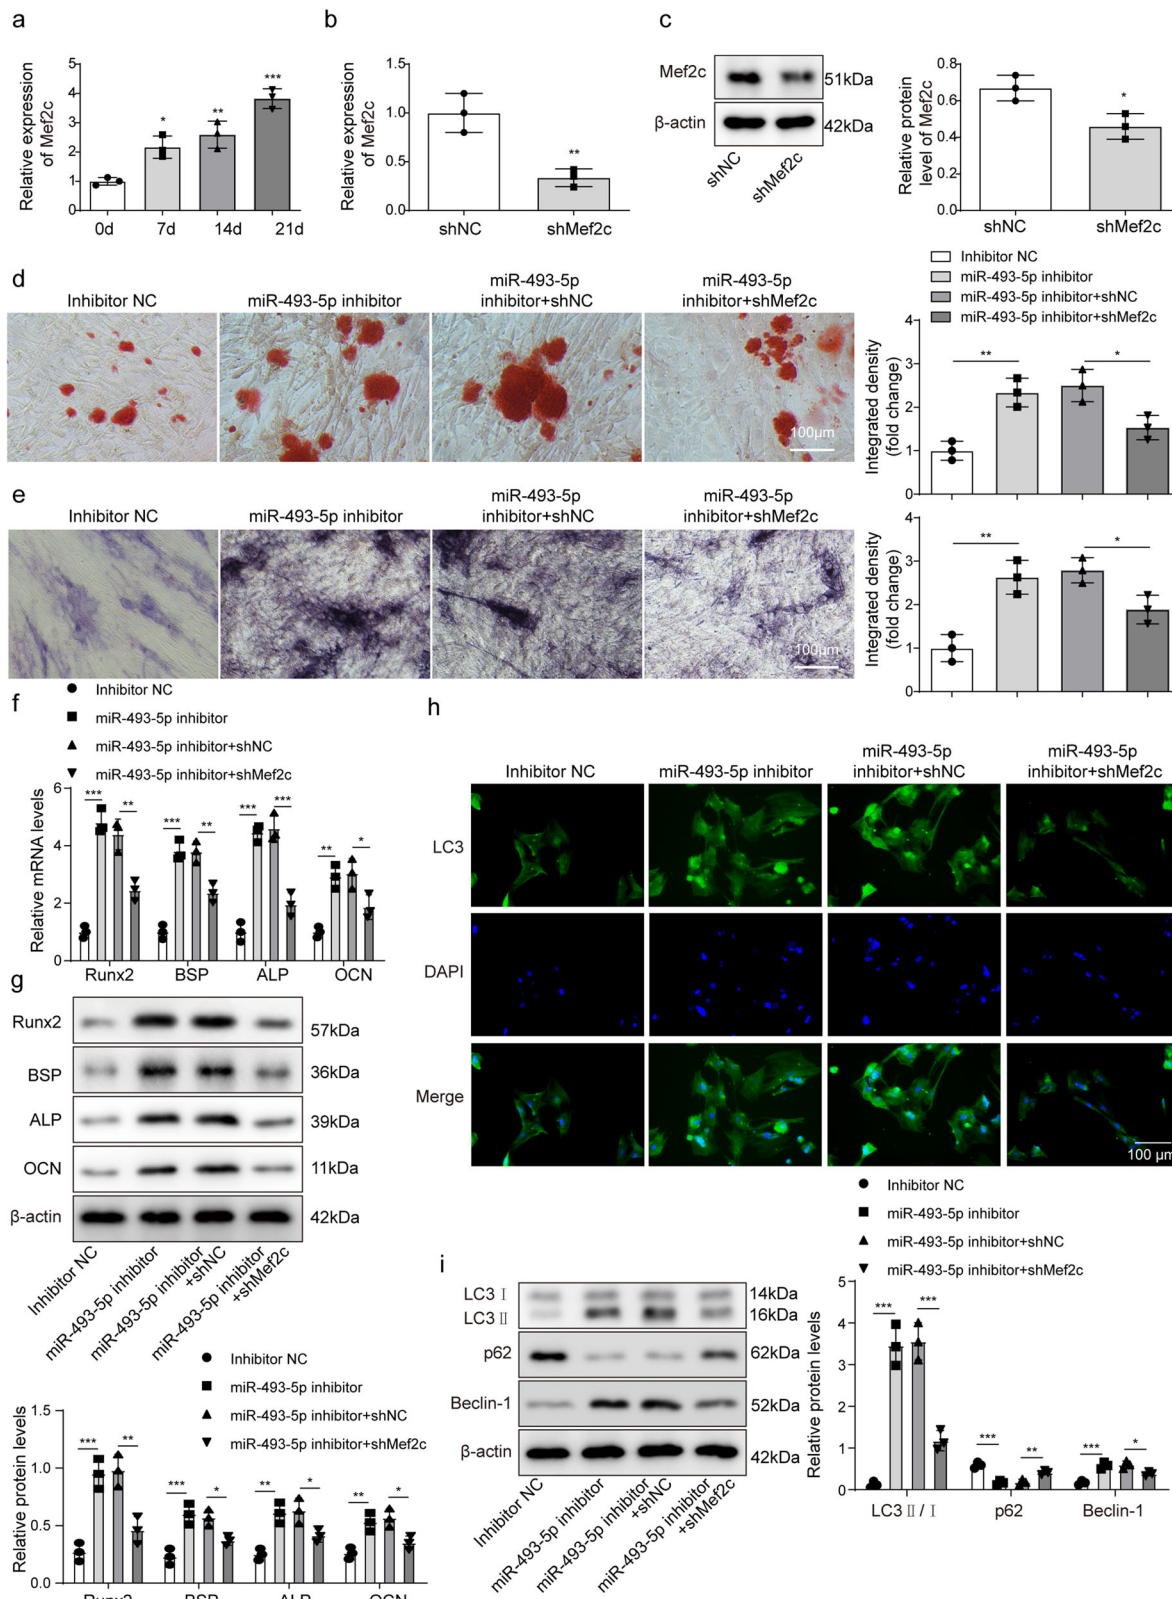 a
Relative expression
of Mef2c
5
4
3
2
1
0
*
**
***
0d
7d
14d
21d
b
Relative expression
of Mef2c
1.5
1.0
0.5
0.0
**
shNC
shMef2c
c
Mef2c
51kDa
β-actin
42kDa
shNC
shMef2c
Relative protein
level of Mef2c
0.8
0.6
0.4
0.2
0.0
*
shNC
shMef2c
d
Inhibitor NC
miR-493-5p inhibitor
miR-493-5p
inhibitor+shNC
miR-493-5p
inhibitor+shMef2c
100μm
Inhibitor NC
miR-493-5p inhibitor
miR-493-5p inhibitor+shNC
miR-493-5p inhibitor+shMef2c
Integrated density
(fold change)
4
3
2
1
0
**
*
e
Inhibitor NC
miR-493-5p inhibitor
miR-493-5p
inhibitor+shNC
miR-493-5p
inhibitor+shMef2c
100μm
Integrated density
(fold change)
4
3
2
1
0
**
*
f
Inhibitor NC
miR-493-5p inhibitor
miR-493-5p inhibitor+shNC
miR-493-5p inhibitor+shMef2c
Relative mRNA levels
6
4
2
0
***
**
***
**
***
***
**
*
Runx2
BSP
ALP
OCN
g
Runx2
57kDa
BSP
36kDa
ALP
39kDa
OCN
11kDa
β-actin
42kDa
Inhibitor NC
miR-493-5p inhibitor
miR-493-5p inhibitor
+shNC
miR-493-5p inhibitor
+shMef2c
Inhibitor NC
miR-493-5p inhibitor
miR-493-5p inhibitor+shNC
miR-493-5p inhibitor+shMef2c
Relative protein levels
1.5
1.0
0.5
0.0
***
**
***
*
**
*
**
*
Runx2
BSP
ALP
OCN
h
Inhibitor NC
miR-493-5p inhibitor
miR-493-5p
inhibitor+shNC
miR-493-5p
inhibitor+shMef2c
LC3
DAPI
Merge
100 μm
i
LC3 Ⅰ
14kDa
LC3 Ⅱ
16kDa
p62
62kDa
Beclin-1
52kDa
β-actin
42kDa
Inhibitor NC
miR-493-5p inhibitor
miR-493-5p inhibitor
+shNC
miR-493-5p inhibitor
+shMef2c
Inhibitor NC
miR-493-5p inhibitor
miR-493-5p inhibitor+shNC
miR-493-5p inhibitor+shMef2c
Relative protein levels
5
4
3
2
1
0
***
***
***
**
***
*
LC3 Ⅱ / Ⅰ
p62
Beclin-1